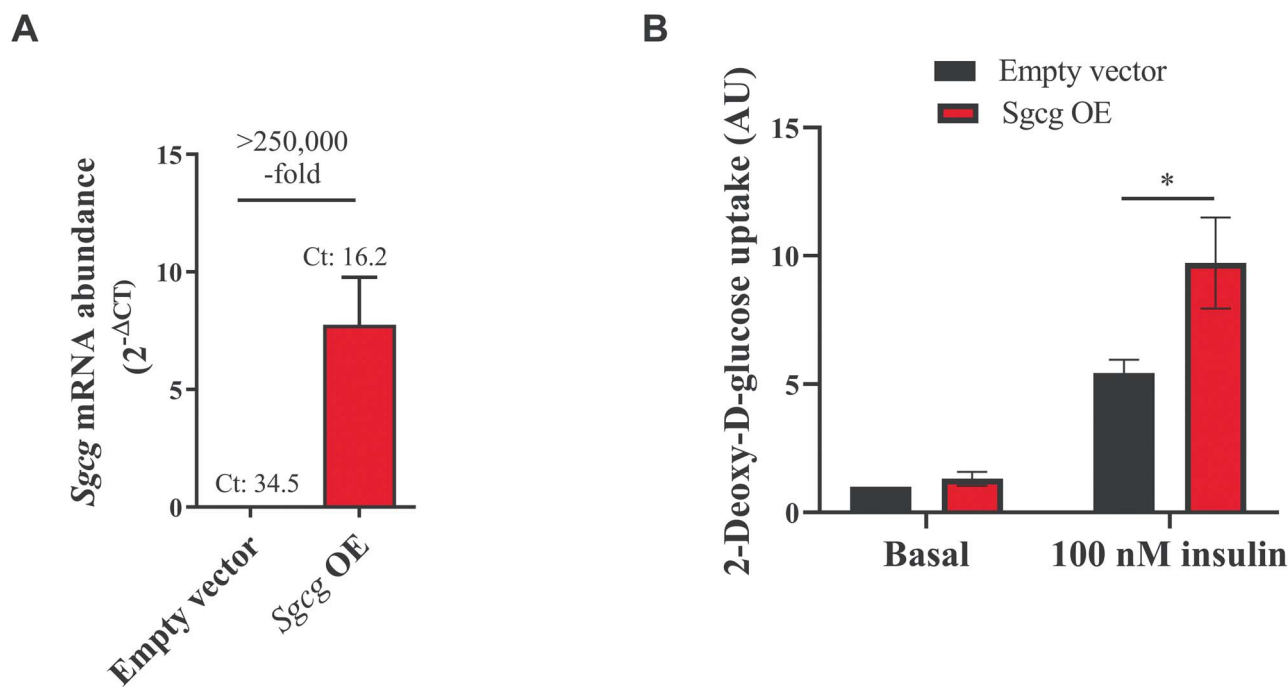 A
Sgcg mRNA abundance
(2^-ΔCT)
15
10
5
0
>250,000
-fold
Ct: 16.2
Ct: 34.5
Empty vector
Sgcg OE
B
2-Deoxy-D-glucose uptake (AU)
Empty vector
Sgcg OE
15
10
5
0
*
Basal
100 nM insulin